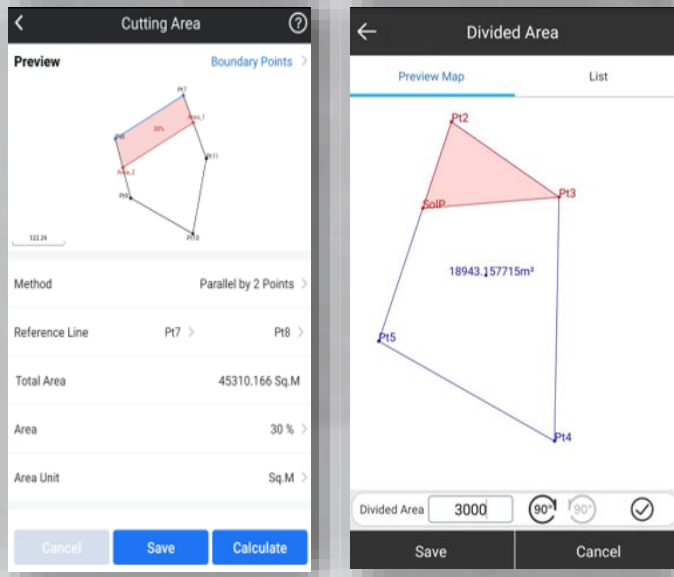 Cutting Area
Preview
Boundary Points
Pt7
Area_1
30%
Pt8
Pt11
Area_2
Pt9
Pt10
133.24
Method
Parallel by 2 Points
Reference Line
Pt7
Pt8
Total Area
45310.166 Sq.M
Area
30 %
Area Unit
Sq.M
Cancel
Save
Calculate
Divided Area
Preview Map
List
Pt2
Pt3
SolP
18943.157715m²
Pt5
Pt4
Divided Area
3000
90°
90°
Save
Cancel